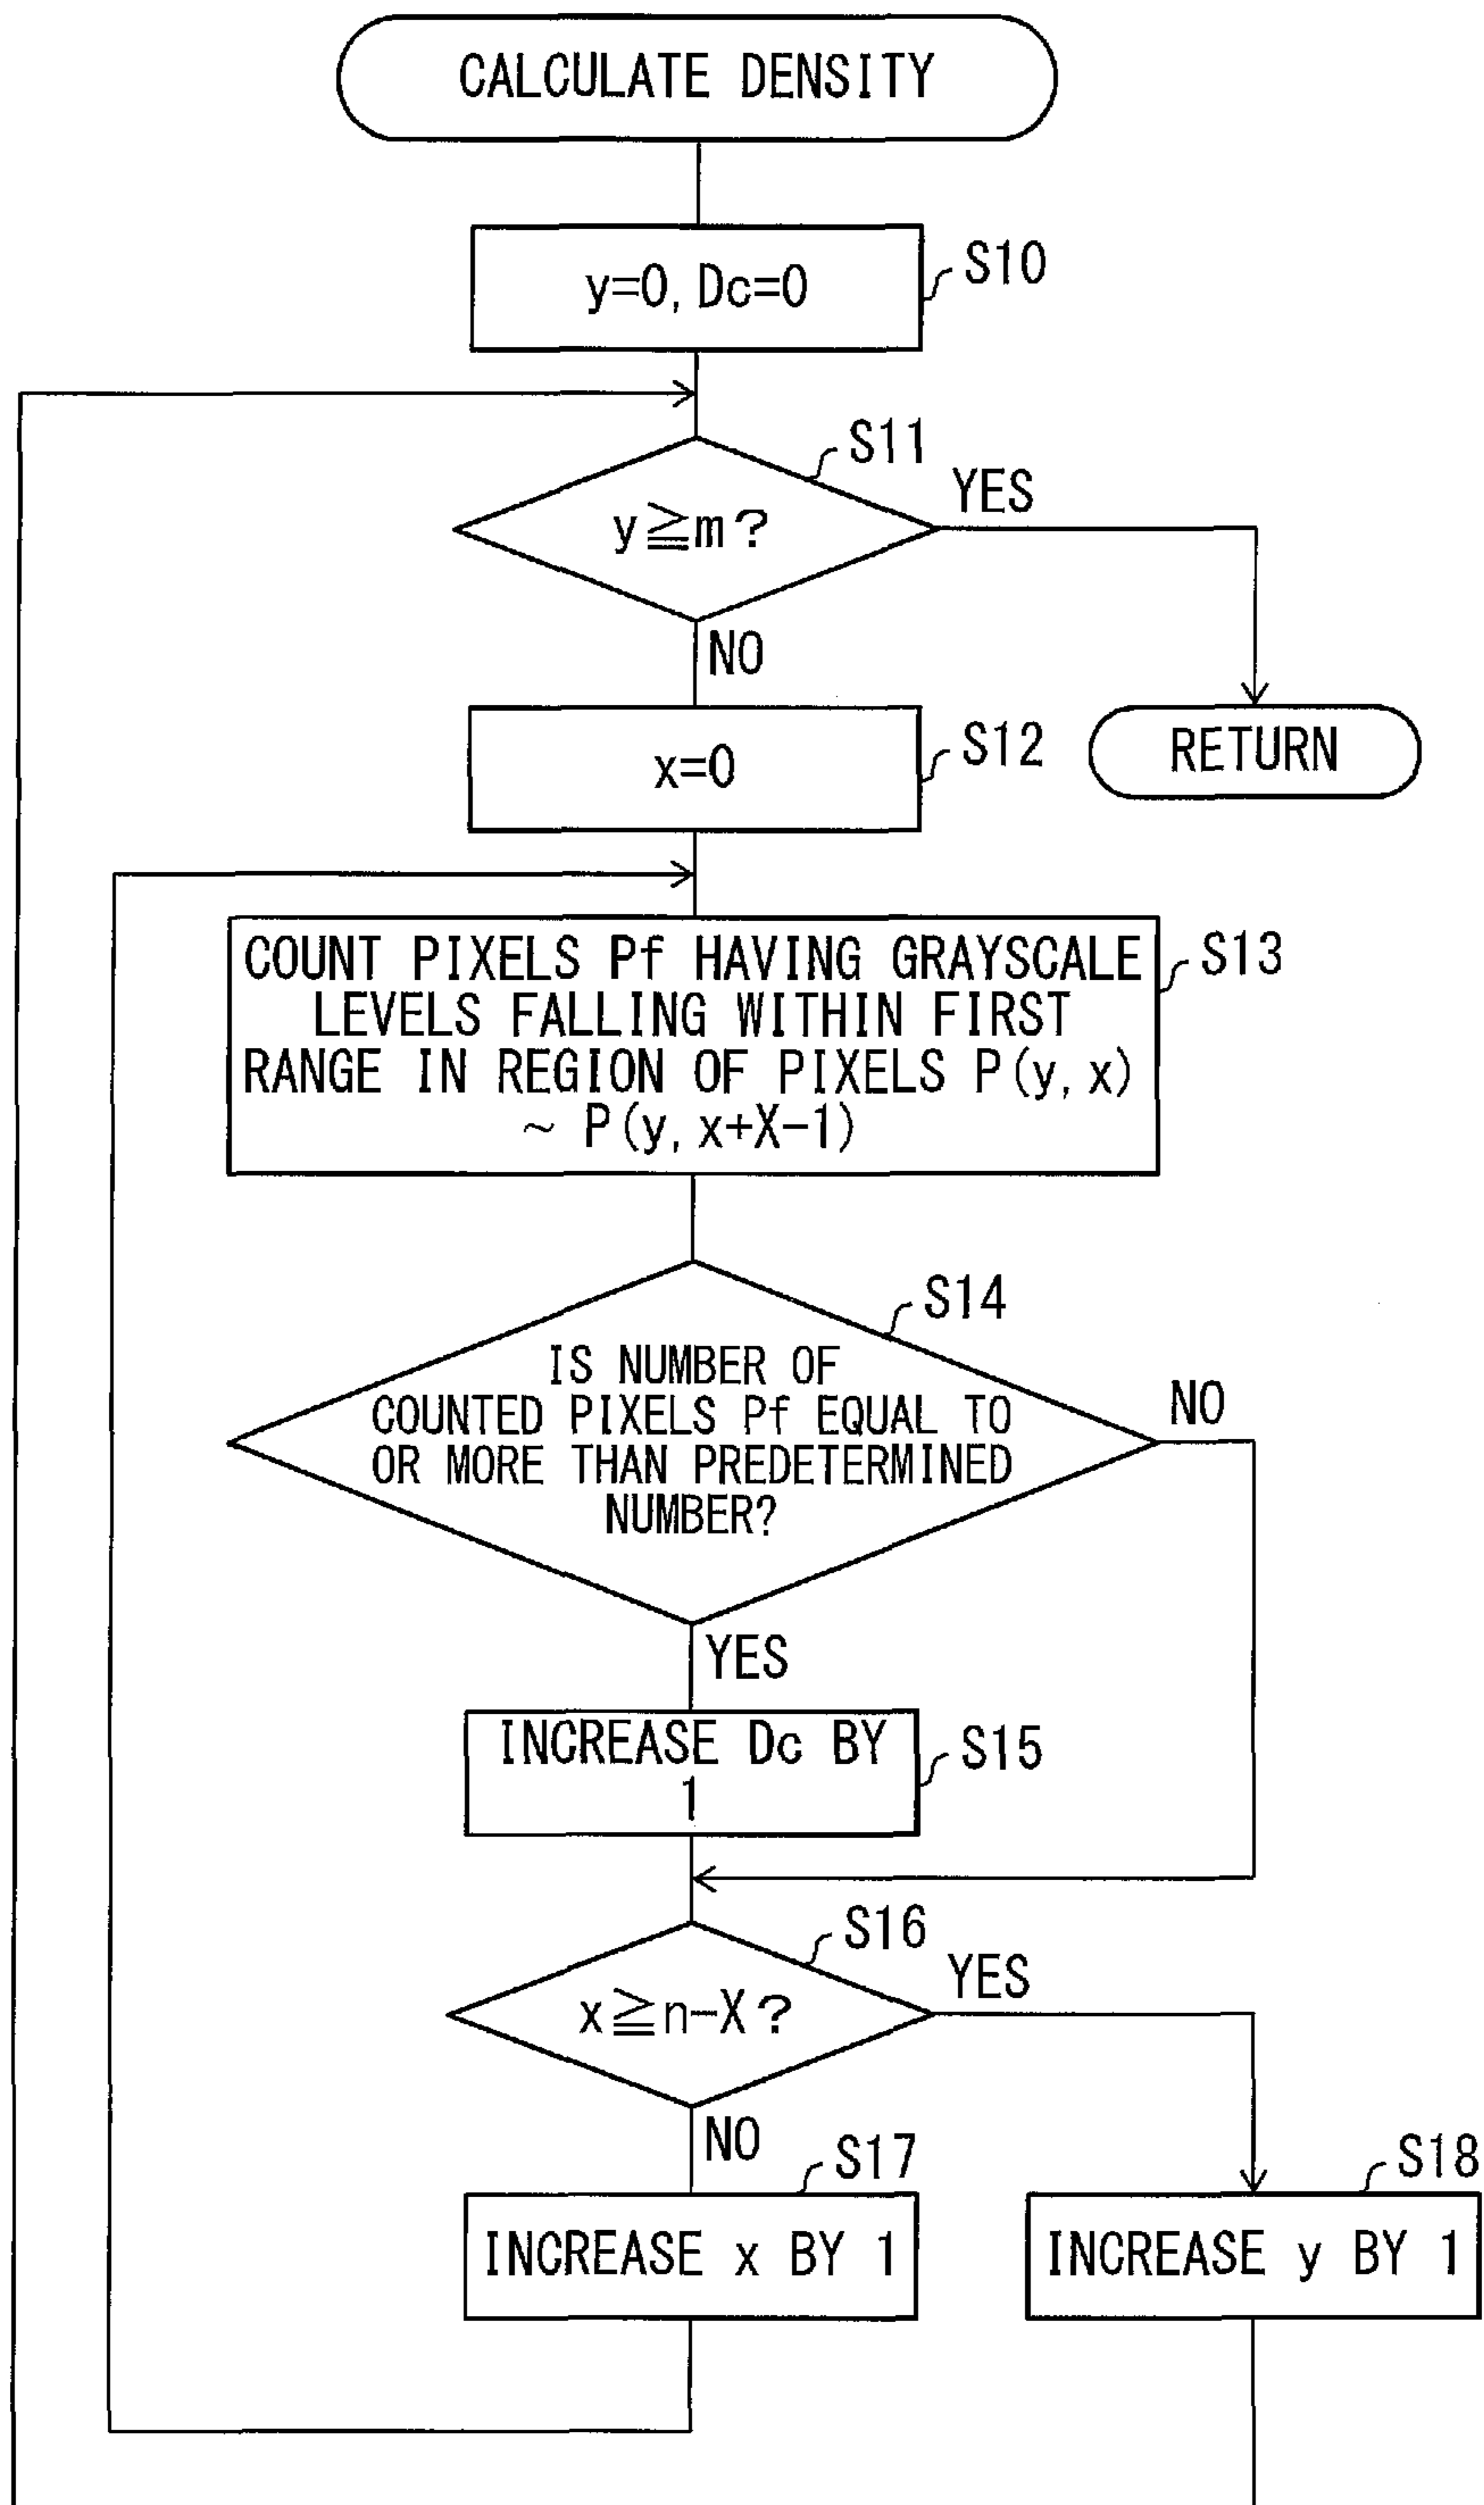 CALCULATE DENSITY
y=0, Dc=0
S10
S11
y≧m?
YES
NO
x=0
S12
RETURN
COUNT PIXELS Pf HAVING GRAYSCALE
LEVELS FALLING WITHIN FIRST
RANGE IN REGION OF PIXELS P(y, x)
~ P(y, x+X-1)
S13
S14
IS NUMBER OF
COUNTED PIXELS Pf EQUAL TO
OR MORE THAN PREDETERMINED
NUMBER?
NO
YES
INCREASE Dc BY
1
S15
S16
x≧n-X?
YES
NO
S17
S18
INCREASE x BY 1
INCREASE y BY 1